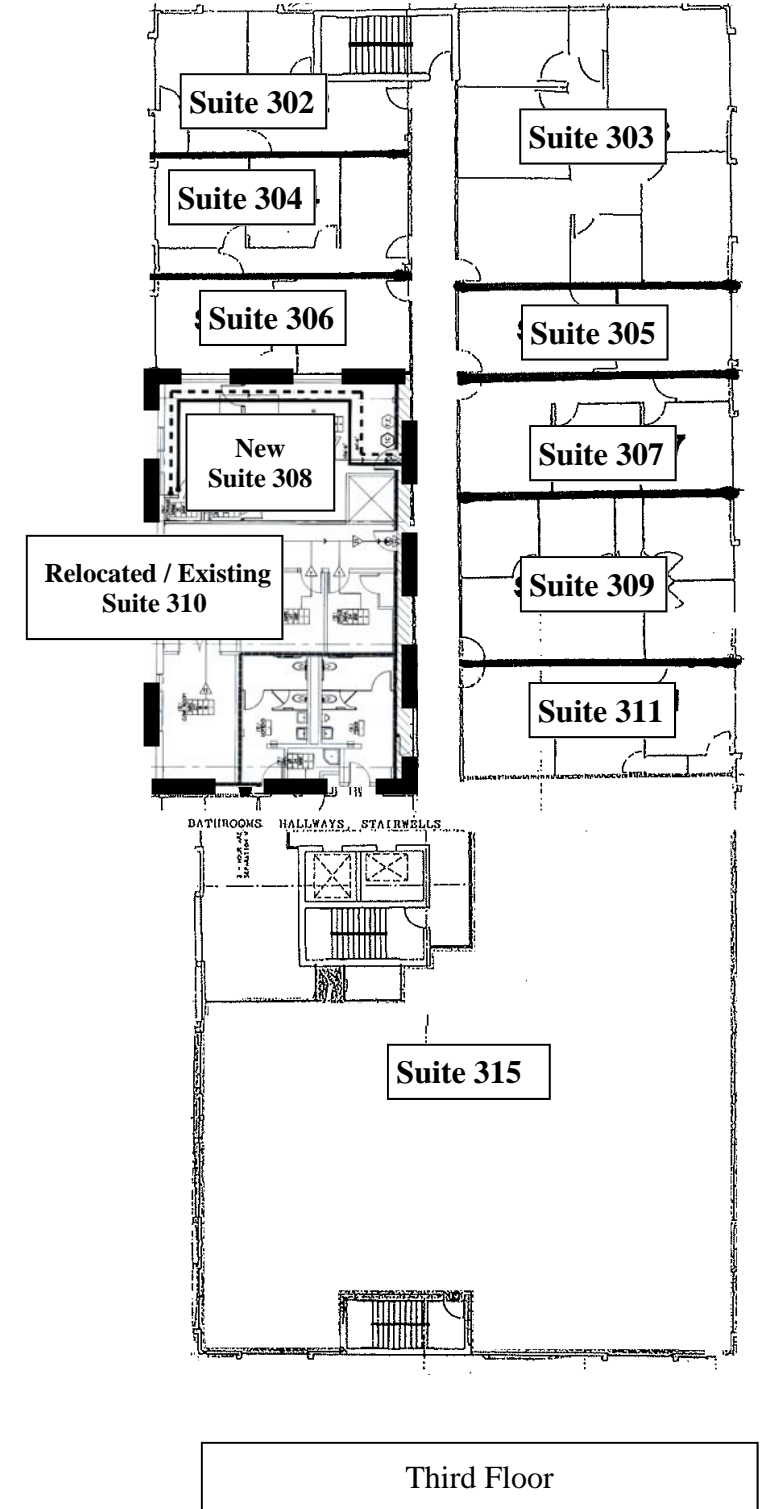 Suite 302
Suite 303
Suite 304
Suite 306
Suite 305
New
Suite 308
Suite 307
Relocated / Existing
Suite 310
Suite 309
Suite 311
BATHROOMS HALLWAYS, STAIRWELLS
Suite 315
Third Floor